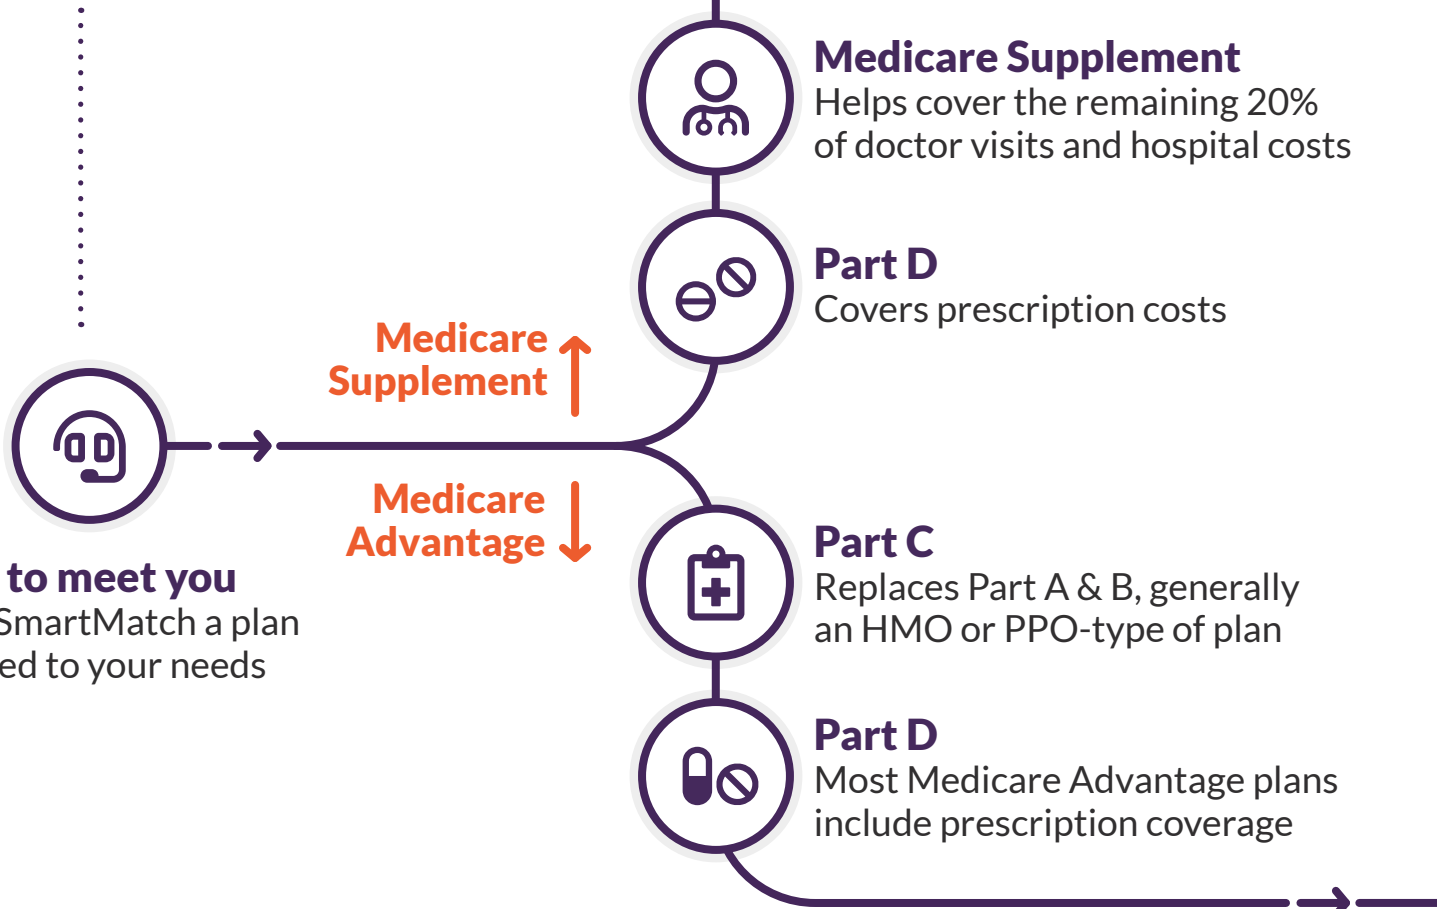 Medicare Supplement
Helps cover the remaining 20%
of doctor visits and hospital costs
Part D
Covers prescription costs
Medicare
Supplement
Medicare
Advantage
to meet you
SmartMatch a plan
ed to your needs
Part C
Replaces Part A & B, generally
an HMO or PPO-type of plan
Part D
Most Medicare Advantage plans
include prescription coverage